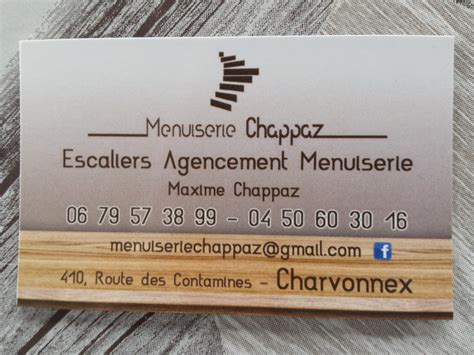 Menuiserie Chappaz
Escaliers Agencement Menuiserie
Maxime Chappaz
06 79 57 38 99 - 04 50 60 30 16
menuiseriechappaz@gmail.com f
410, Route des Contamines - Charvonnex